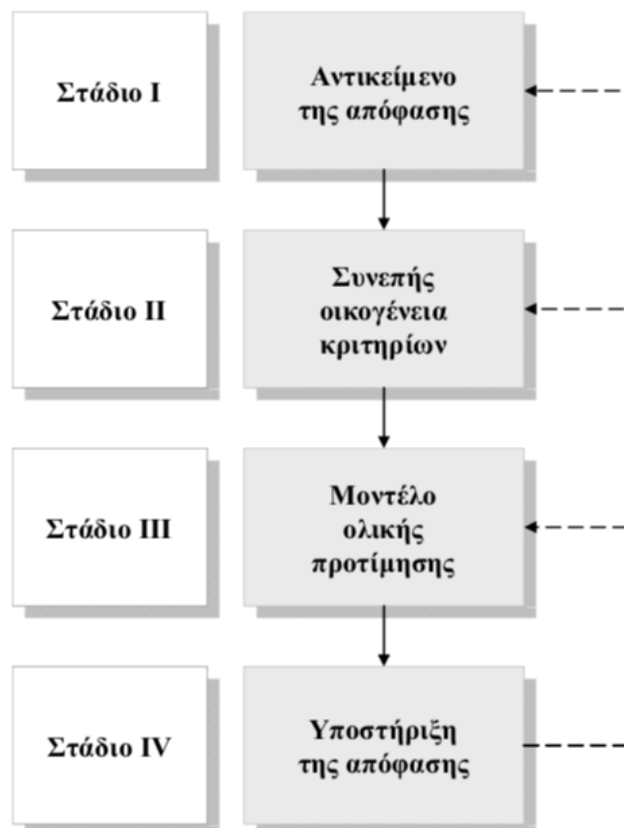 Στάδιο I
Αντικείμενο
της απόφασης
Στάδιο II
Συνεπής
οικογένεια
κριτηρίων
Στάδιο III
Μοντέλο
ολικής
προτίμησης
Στάδιο IV
Υποστήριξη
της απόφασης